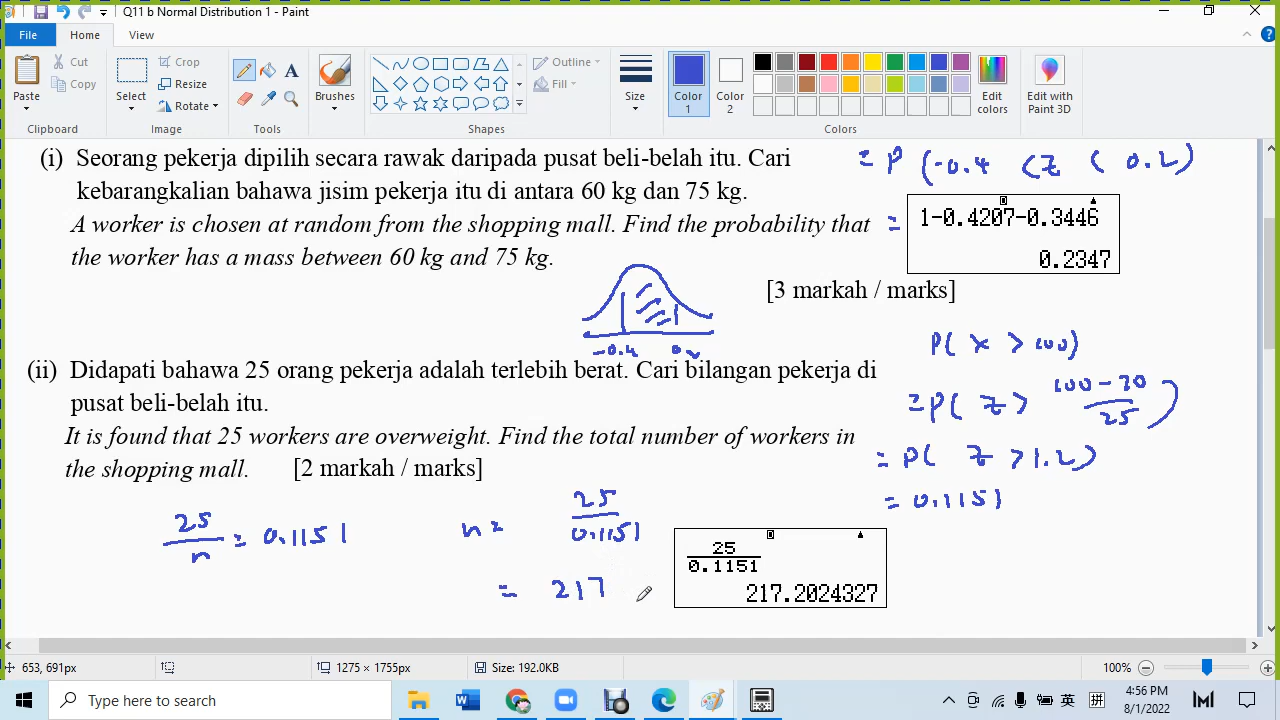 Q11 b Normal Distribution 1 - Paint
File
Home
View
Paste
Cut
Copy
Clipboard
Select
Crop
Resize
Rotate
Image
A
Tools
Brushes
Outline
Fill
Shapes
Size
Color 1
Color 2
Edit colors
Edit with Paint 3D
Colors
(i) Seorang pekerja dipilih secara rawak daripada pusat beli-belah itu. Cari
kebarangkalian bahawa jisim pekerja itu di antara 60 kg dan 75 kg.
A worker is chosen at random from the shopping mall. Find the probability that
the worker has a mass between 60 kg and 75 kg.
[3 markah / marks]
= P (-0.4 < Z < 0.2)
=
1-0.4207-0.3446
0.2347
-0.4 0.2
(ii) Didapati bahawa 25 orang pekerja adalah terlebih berat. Cari bilangan pekerja di
pusat beli-belah itu.
It is found that 25 workers are overweight. Find the total number of workers in
the shopping mall. [2 markah / marks]
P( X > 100)
= P( Z > 100-70/25 )
= P( Z > 1.2)
= 0.1151
25/n = 0.1151
n = 25/0.1151
= 217
25
0.1151
217.2024327
653, 691px
1275 × 1755px
Size: 192.0KB
100%
Type here to search
英
拼
4:56 PM
8/1/2022